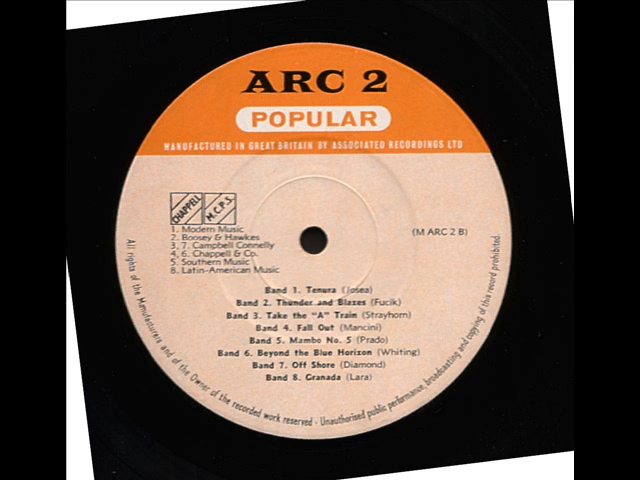 ARC 2
POPULAR
MANUFACTURED IN GREAT BRITAIN BY ASSOCIATED RECORDINGS LTD
CHAPPELL
M.C.P.S.
1. Modern Music
2. Boosey & Hawkes
3, 7. Campbell Connelly
4, 6. Chappell & Co.
5. Southern Music
8. Latin-American Music
(M ARC 2 B)
Band 1. Tenura (Josea)
Band 2. Thunder and Blazes (Fucik)
Band 3. Take the "A" Train (Strayhorn)
Band 4. Fall Out (Mancini)
Band 5. Mambo No. 5 (Prado)
Band 6. Beyond the Blue Horizon (Whiting)
Band 7. Off Shore (Diamond)
Band 8. Granada (Lara)
All rights of the Manufacturers and of the Owner of the recorded work reserved - Unauthorised public performance, broadcasting and copying of this record prohibited.